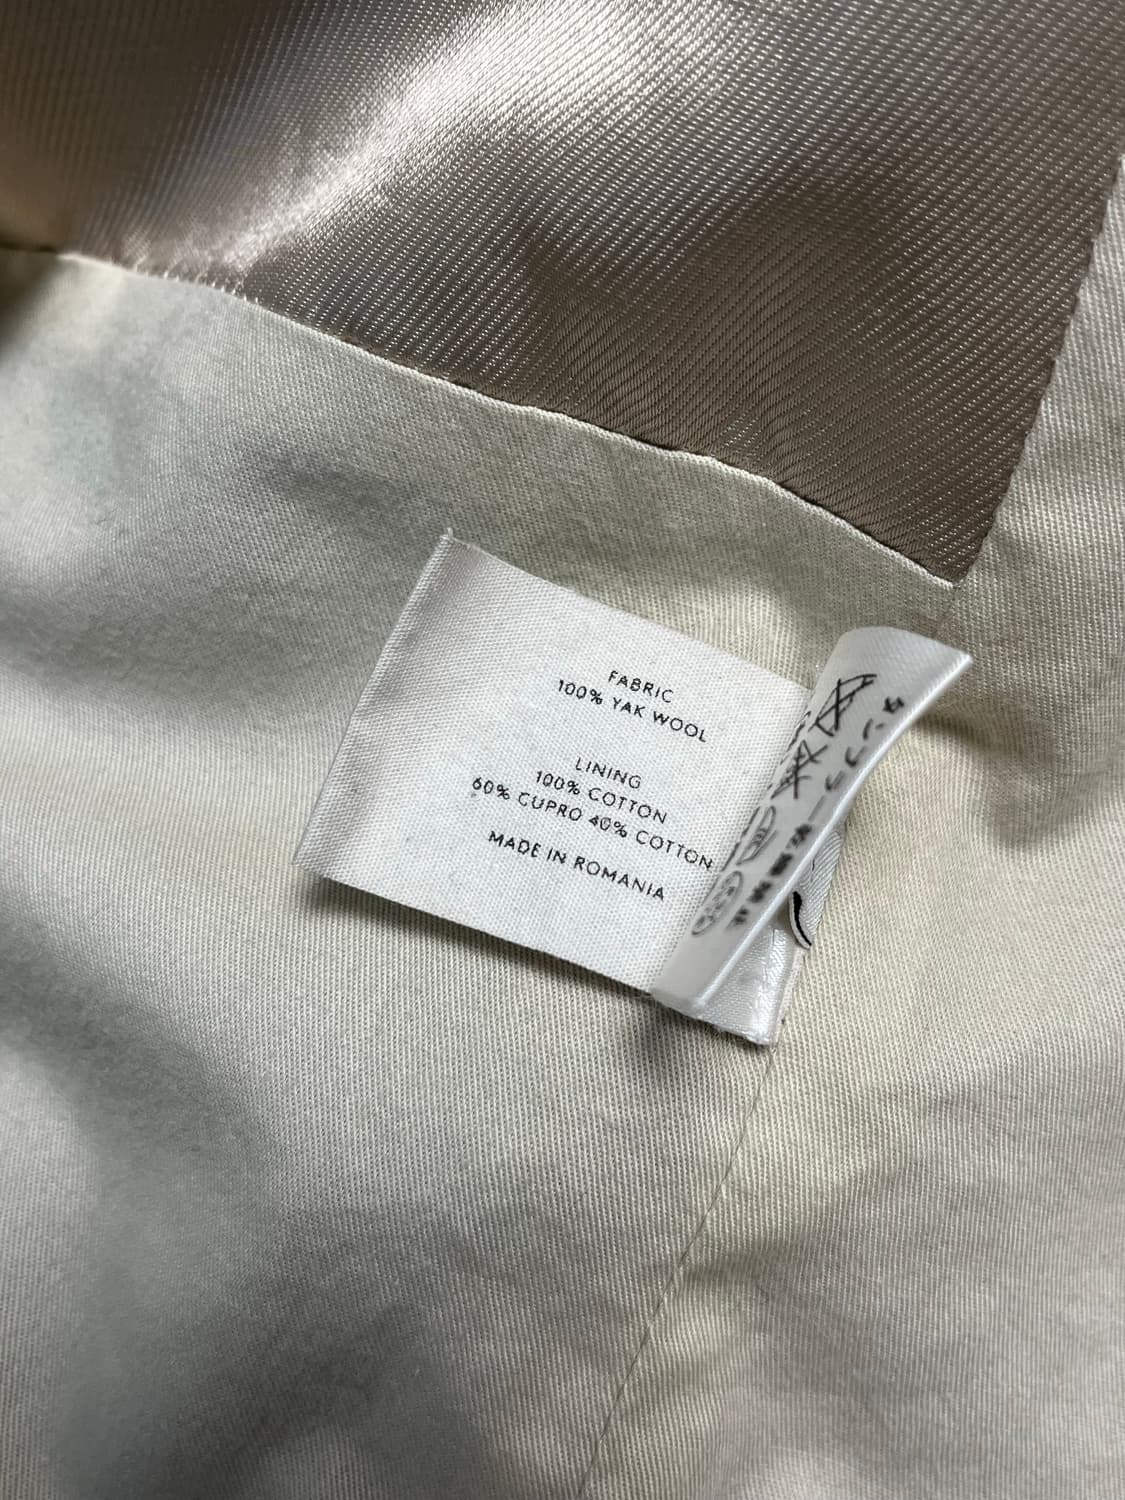 FABRIC
100% YAK WOOL
LINING
100% COTTON
60% CUPRO 40% COTTON
MADE IN ROMANIA